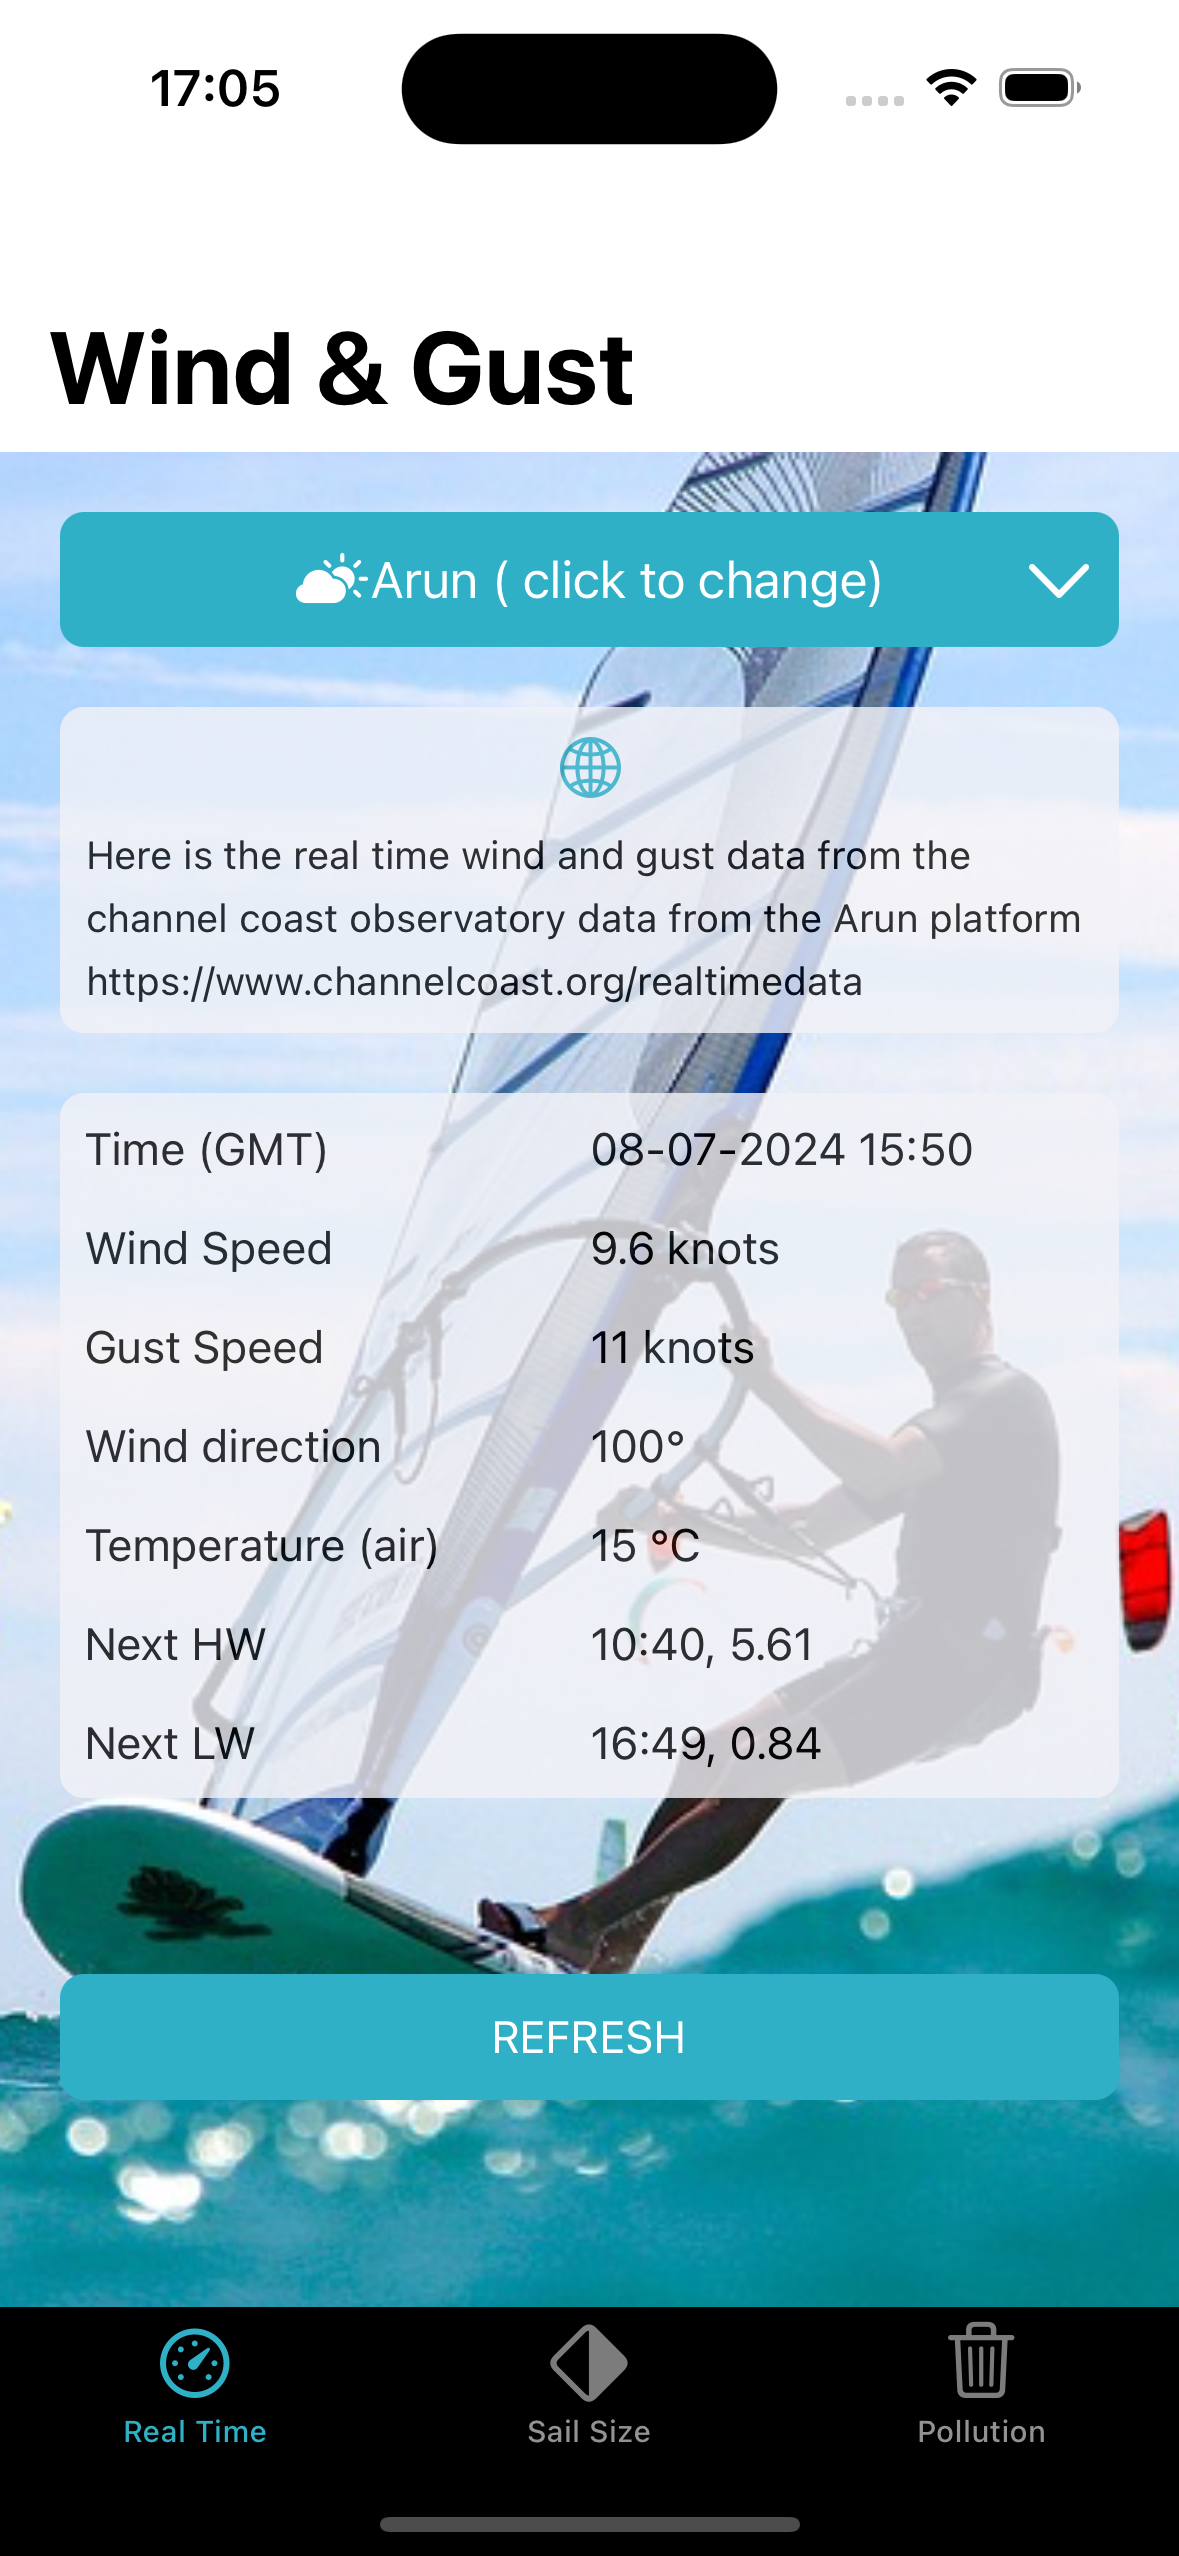 17:05
Wind & Gust
Arun ( click to change)
Here is the real time wind and gust data from the
channel coast observatory data from the Arun platform
https://www.channelcoast.org/realtimedata
Time (GMT) 08-07-2024 15:50
Wind Speed 9.6 knots
Gust Speed 11 knots
Wind direction 100°
Temperature (air) 15 °C
Next HW 10:40, 5.61
Next LW 16:49, 0.84
REFRESH
Real Time Sail Size Pollution